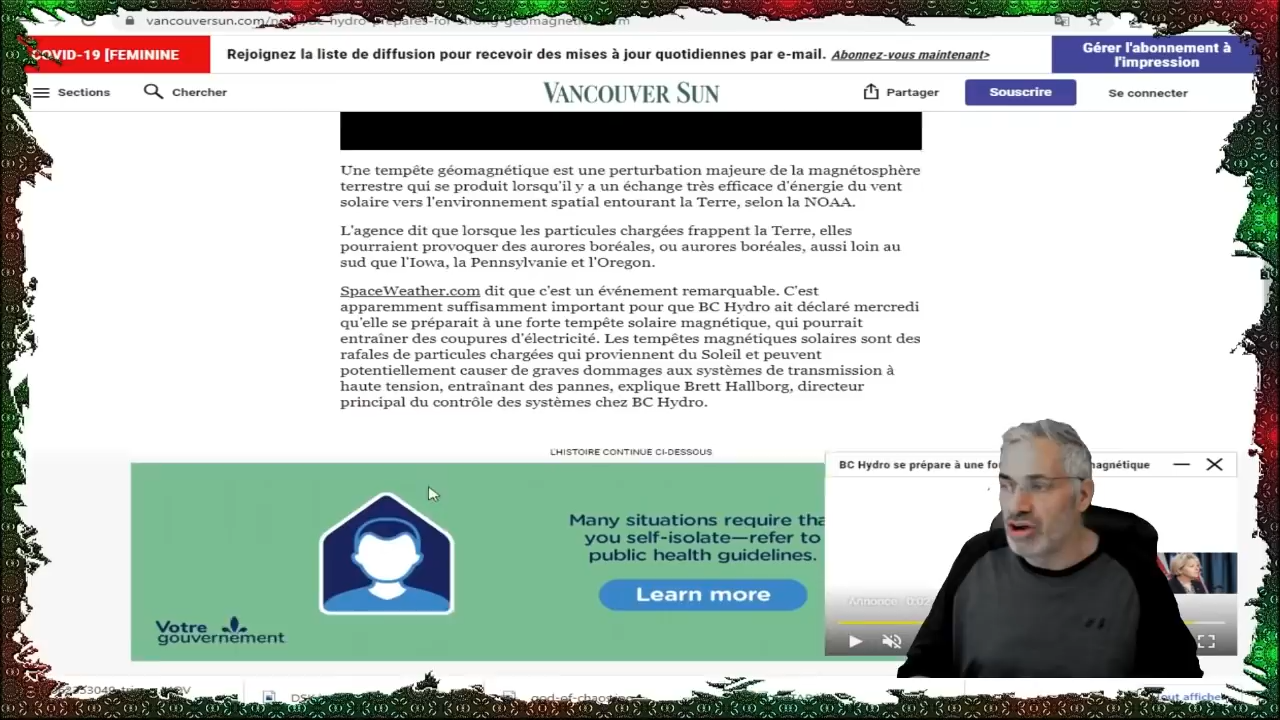 vancouversun.com
COVID-19 [FEMININE
Rejoignez la liste de diffusion pour recevoir des mises à jour quotidiennes par e-mail. Abonnez-vous maintenant>
Gérer l'abonnement à
l'impression
Sections
Chercher
VANCOUVER SUN
Partager
Souscrire
Se connecter
Une tempête géomagnétique est une perturbation majeure de la magnétosphère
terrestre qui se produit lorsqu'il y a un échange très efficace d'énergie du vent
solaire vers l'environnement spatial entourant la Terre, selon la NOAA.
L'agence dit que lorsque les particules chargées frappent la Terre, elles
pourraient provoquer des aurores boréales, ou aurores boréales, aussi loin au
sud que l'Iowa, la Pennsylvanie et l'Oregon.
SpaceWeather.com dit que c'est un événement remarquable. C'est
apparemment suffisamment important pour que BC Hydro ait déclaré mercredi
qu'elle se préparait à une forte tempête solaire magnétique, qui pourrait
entraîner des coupures d'électricité. Les tempêtes magnétiques solaires sont des
rafales de particules chargées qui proviennent du Soleil et peuvent
potentiellement causer de graves dommages aux systèmes de transmission à
haute tension, entraînant des pannes, explique Brett Hallborg, directeur
principal du contrôle des systèmes chez BC Hydro.
L'HISTOIRE CONTINUE CI-DESSOUS
BC Hydro se prépare à une fo
agnétique
Many situations require tha
you self-isolate—refer to
public health guidelines.
Learn more
Annonce 0:02
Votre
gouvernement